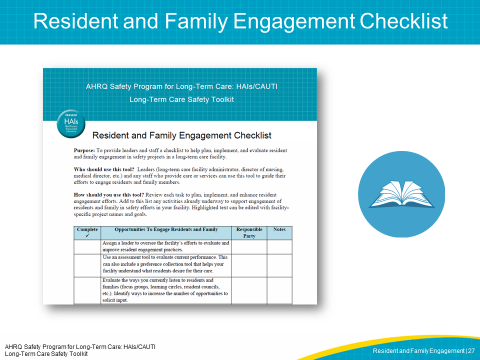 Resident and Family Engagement Checklist
AHRQ Safety Program for Long-Term Care: HAIs/CAUTI
Long-Term Care Safety Toolkit
HAIs
Resident and Family Engagement Checklist
Purpose: To provide leaders and staff a checklist to help plan, implement, and evaluate resident
and family engagement in safety projects in a long-term care facility.
Who should use this tool? Leaders (long-term care facility administrator, director of nursing,
medical director, etc.) and any staff who provide care or services can use this tool to guide their
efforts to engage residents and family members.
How should you use this tool? Review each task to plan, implement, and enhance resident
engagement efforts. Add to this list any activities already underway to support engagement of
residents and family in safety efforts in your facility. Highlighted text can be edited with facility-
specific project names and goals.
Complete ✓ Opportunities To Engage Residents and Family Responsible Party Notes
Assign a leader to oversee the facility's efforts to evaluate and
improve resident engagement practices.
Use an assessment tool to evaluate current performance. This
can also include a preference collection tool that helps your
facility understand what residents desire for their care.
Evaluate the ways you currently listen to residents and
families (focus groups, learning circles, resident councils,
etc.). Identify ways to increase the number of opportunities to
solicit input.
AHRQ Safety Program for Long-Term Care: HAIs/CAUTI
Long-Term Care Safety Toolkit
Resident and Family Engagement | 27